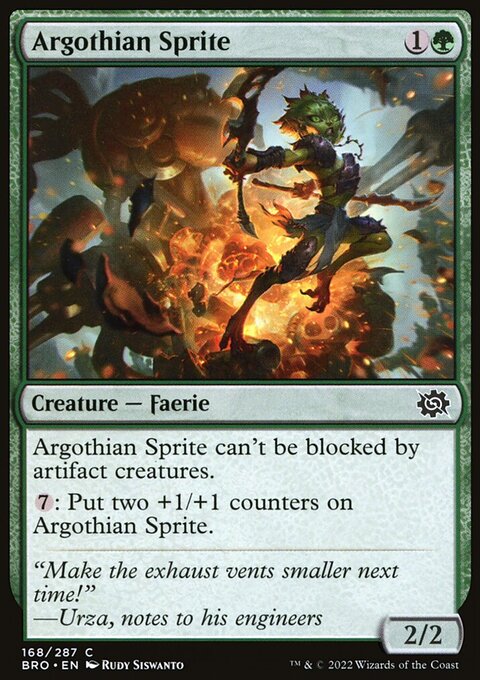 Argothian Sprite 1
Creature — Faerie
Argothian Sprite can't be blocked by
artifact creatures.
7: Put two +1/+1 counters on
Argothian Sprite.
“Make the exhaust vents smaller next
time!”
—Urza, notes to his engineers
2/2
168/287 C
BRO • EN Rudy Siswanto
™ & © 2022 Wizards of the Coast